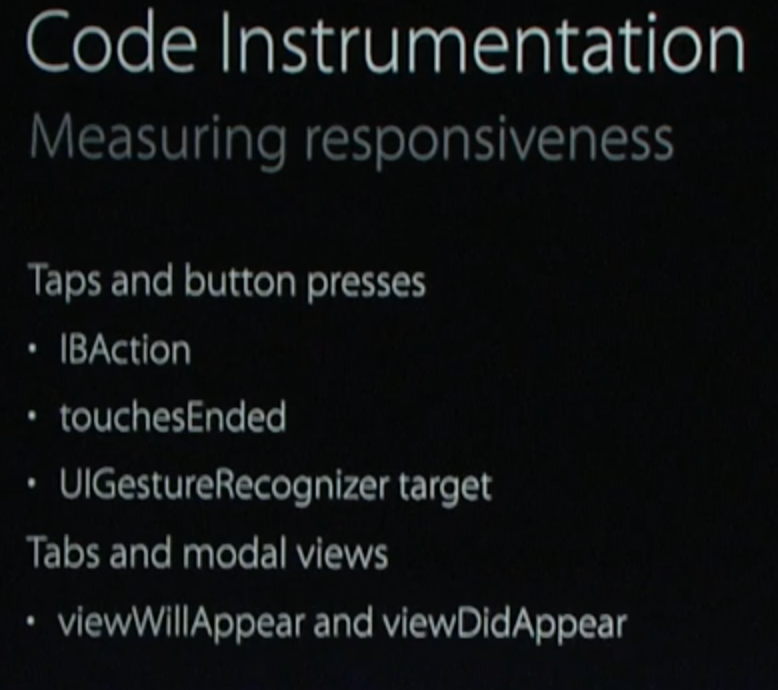 Code Instrumentation
Measuring responsiveness
Taps and button presses
• IBAction
• touchesEnded
• UIGestureRecognizer target
Tabs and modal views
• viewWillAppear and viewDidAppear